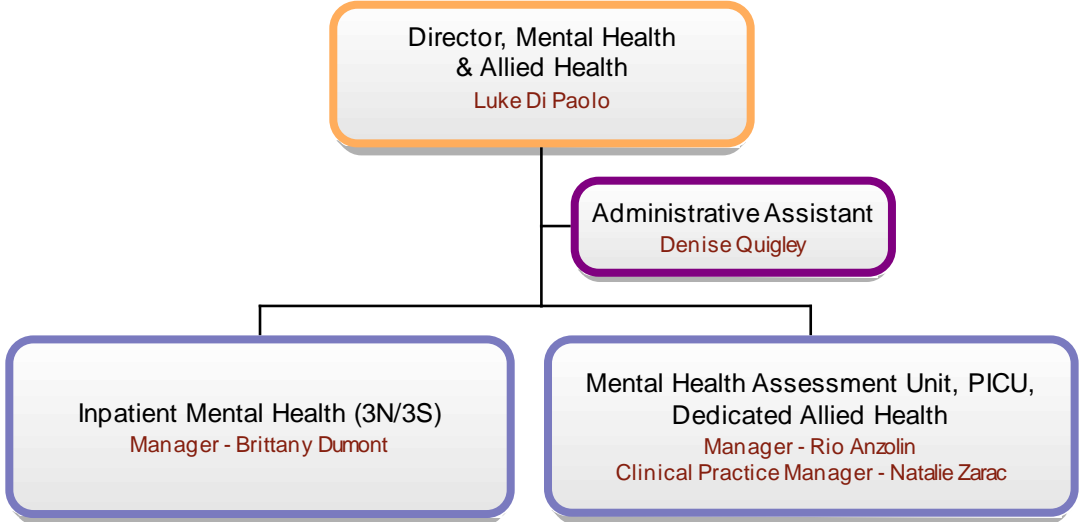 Director, Mental Health
& Allied Health
Luke Di Paolo
Administrative Assistant
Denise Quigley
Inpatient Mental Health (3N/3S)
Manager - Brittany Dumont
Mental Health Assessment Unit, PICU,
Dedicated Allied Health
Manager - Rio Anzolin
Clinical Practice Manager - Natalie Zarac